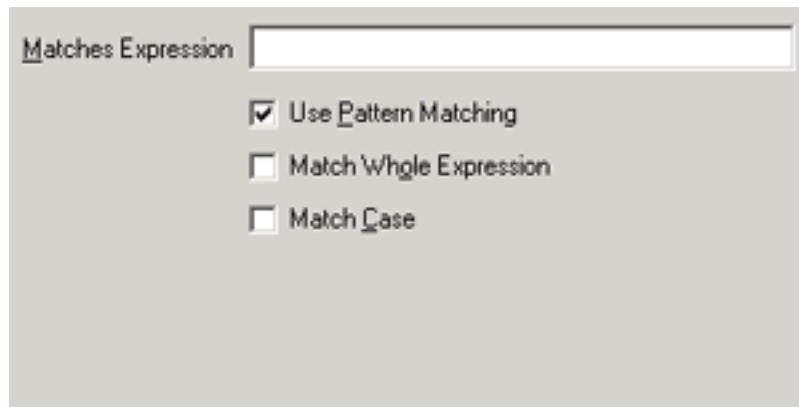 Matches Expression
Use Pattern Matching
Match Whole Expression
Match Case